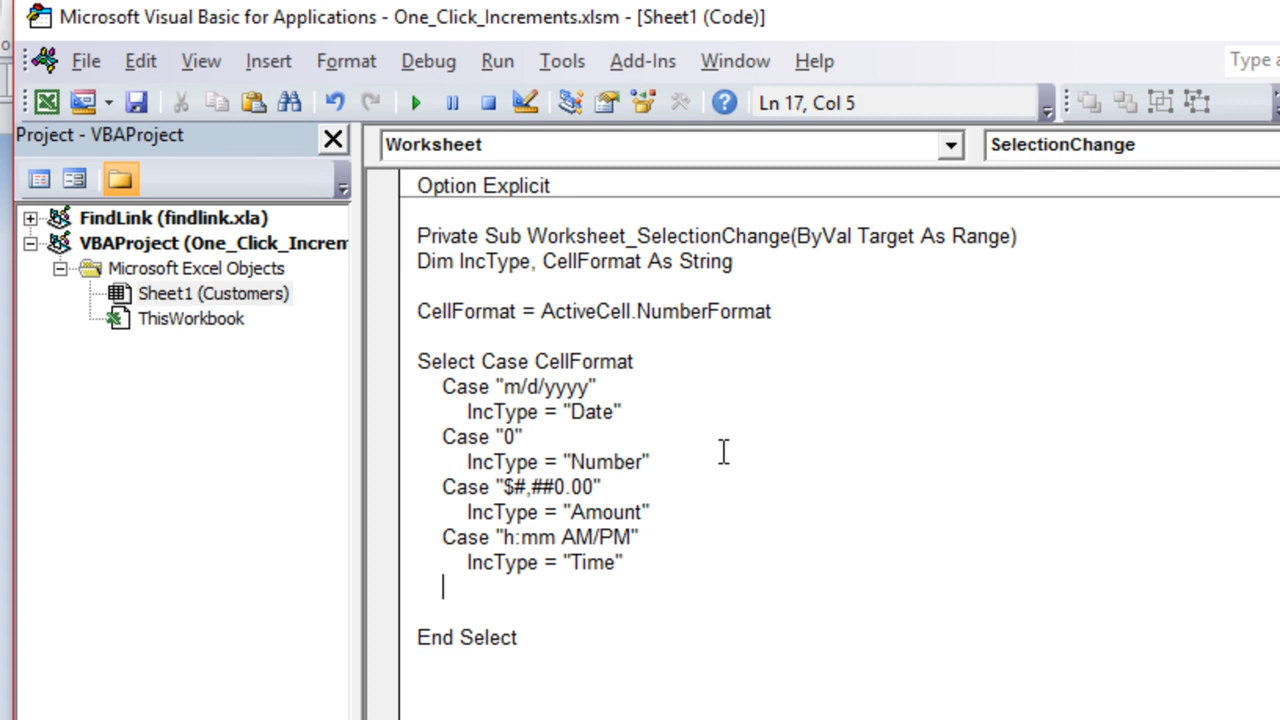 Microsoft Visual Basic for Applications - One_Click_Increments.xlsm - [Sheet1 (Code)]
File Edit View Insert Format Debug Run Tools Add-Ins Window Help Type a
Ln 17, Col 5
Project - VBAProject
Worksheet SelectionChange
FindLink (findlink.xla)
VBAProject (One_Click_Increm
Microsoft Excel Objects
Sheet1 (Customers)
ThisWorkbook
Option Explicit
Private Sub Worksheet_SelectionChange(ByVal Target As Range)
Dim IncType, CellFormat As String
CellFormat = ActiveCell.NumberFormat
Select Case CellFormat
Case "m/d/yyyy"
IncType = "Date"
Case "0"
IncType = "Number"
Case "$#,##0.00"
IncType = "Amount"
Case "h:mm AM/PM"
IncType = "Time"
End Select